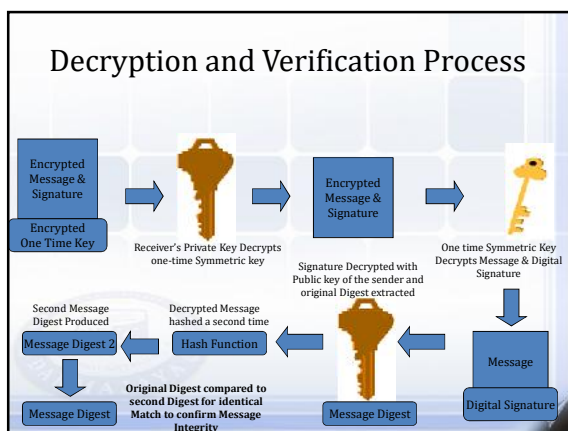 Decryption and Verification Process
Encrypted
Message &
Signature
Encrypted
One Time Key
Receiver's Private Key Decrypts
one-time Symmetric key
Encrypted
Message &
Signature
One time Symmetric Key
Decrypts Message & Digital
Signature
Signature Decrypted with
Public key of the sender and
original Digest extracted
Second Message
Digest Produced
Decrypted Message
hashed a second time
Message Digest 2
Hash Function
Message
Digital Signature
Message Digest
Original Digest compared to
second Digest for identical
Match to confirm Message
Integrity
Message Digest